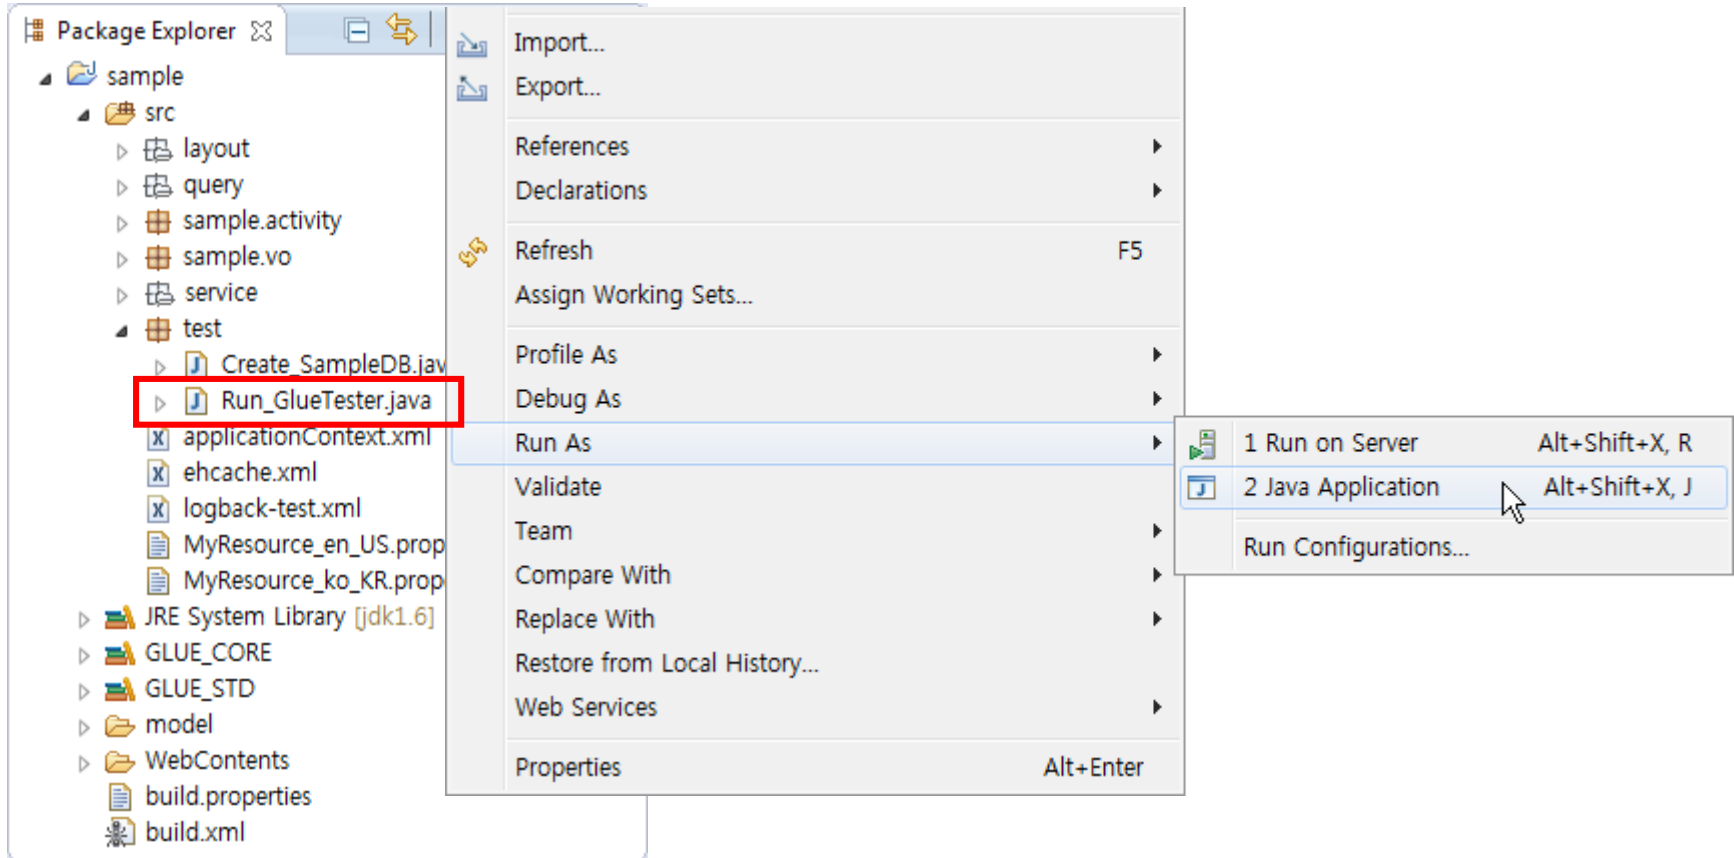 Package Explorer
sample
src
layout
query
sample.activity
sample.vo
service
test
Create_SampleDB.jav
Run_GlueTester.java
applicationContext.xml
ehcache.xml
logback-test.xml
MyResource_en_US.prop
MyResource_ko_KR.prop
JRE System Library [jdk1.6]
GLUE_CORE
GLUE_STD
model
WebContents
build.properties
build.xml
Import...
Export...
References
Declarations
Refresh F5
Assign Working Sets...
Profile As
Debug As
Run As
Validate
Team
Compare With
Replace With
Restore from Local History...
Web Services
Properties Alt+Enter
1 Run on Server Alt+Shift+X, R
2 Java Application Alt+Shift+X, J
Run Configurations...